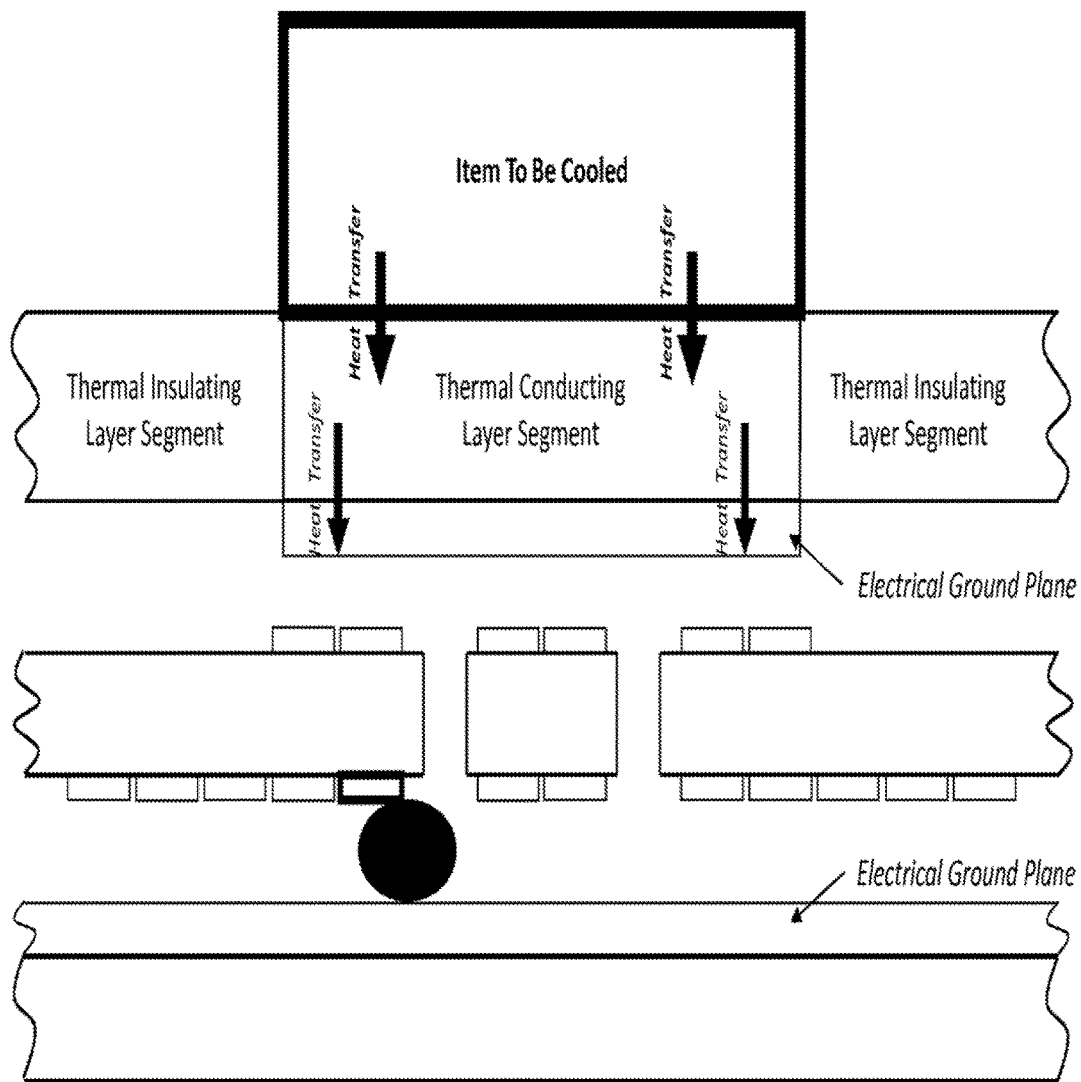 Item To Be Cooled
Heat Transfer
Heat Transfer
Thermal Insulating
Layer Segment
Thermal Conducting
Layer Segment
Thermal Insulating
Layer Segment
Heat Transfer
Heat Transfer
Electrical Ground Plane
Electrical Ground Plane